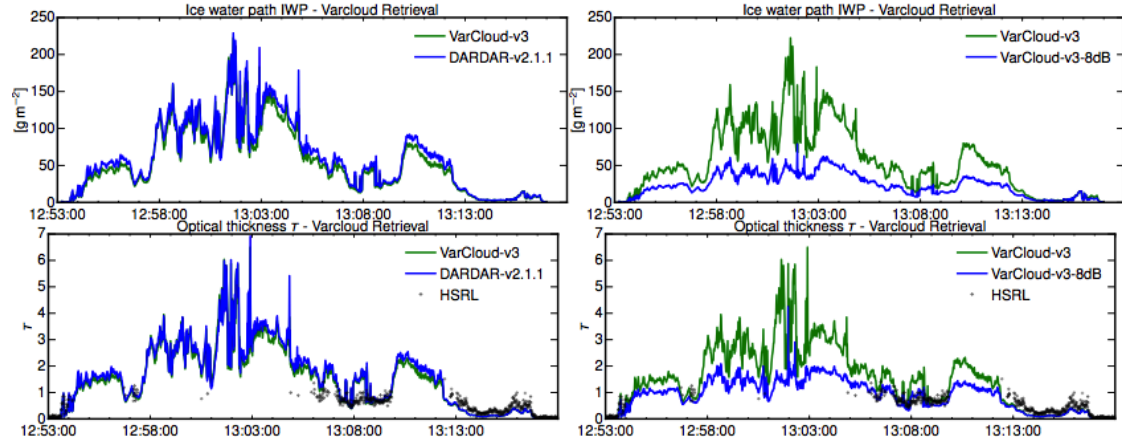 Ice water path IWP - Varcloud Retrieval
250
200
150
100
50
0
[g m⁻²]
VarCloud-v3
DARDAR-v2.1.1
12:53:00 12:58:00 13:03:00 13:08:00 13:13:00
Ice water path IWP - Varcloud Retrieval
250
200
150
100
50
0
[g m⁻²]
VarCloud-v3
VarCloud-v3-8dB
12:53:00 12:58:00 13:03:00 13:08:00 13:13:00
Optical thickness τ - Varcloud Retrieval
7
6
5
4
3
2
1
0
τ
VarCloud-v3
DARDAR-v2.1.1
HSRL
12:53:00 12:58:00 13:03:00 13:08:00 13:13:00
Optical thickness τ - Varcloud Retrieval
7
6
5
4
3
2
1
0
τ
VarCloud-v3
VarCloud-v3-8dB
HSRL
12:53:00 12:58:00 13:03:00 13:08:00 13:13:00